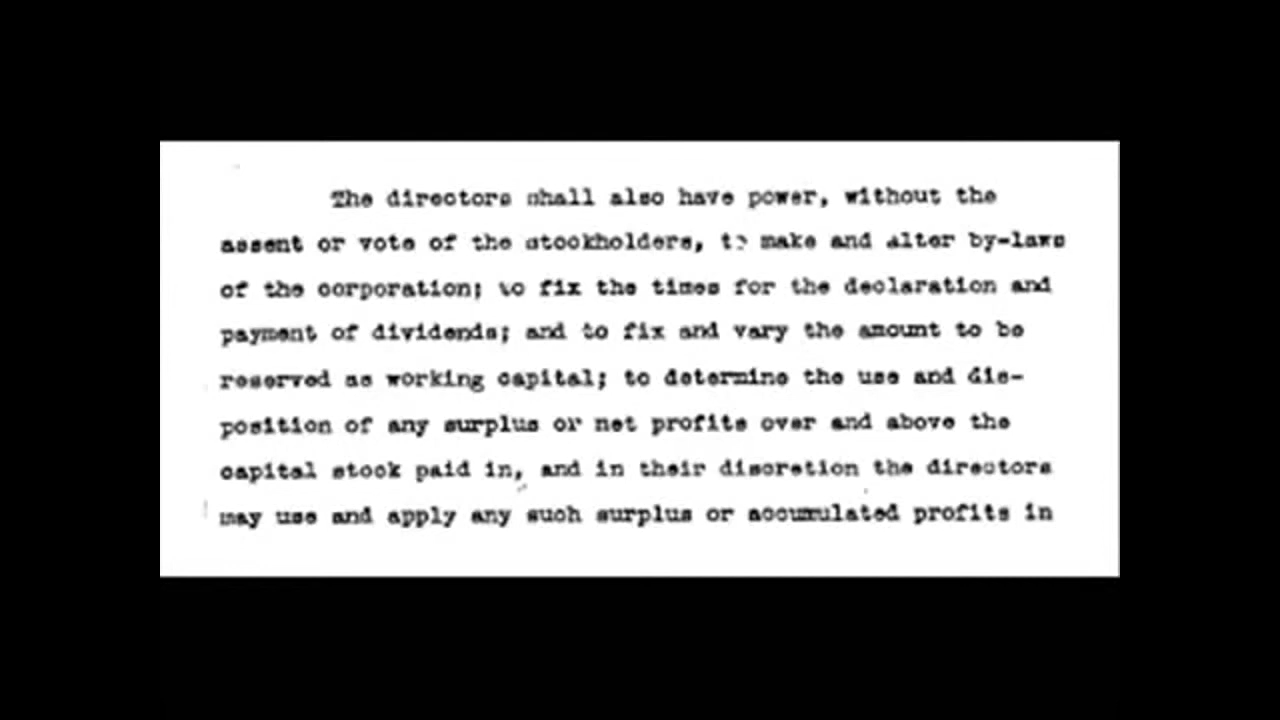 The directors shall also have power, without the
assent or vote of the stockholders, to make and alter by-laws
of the corporation; to fix the times for the declaration and
payment of dividends; and to fix and vary the amount to be
reserved as working capital; to determine the use and dis-
position of any surplus or net profits over and above the
capital stock paid in, and in their discretion the directors
may use and apply any such surplus or accumulated profits in